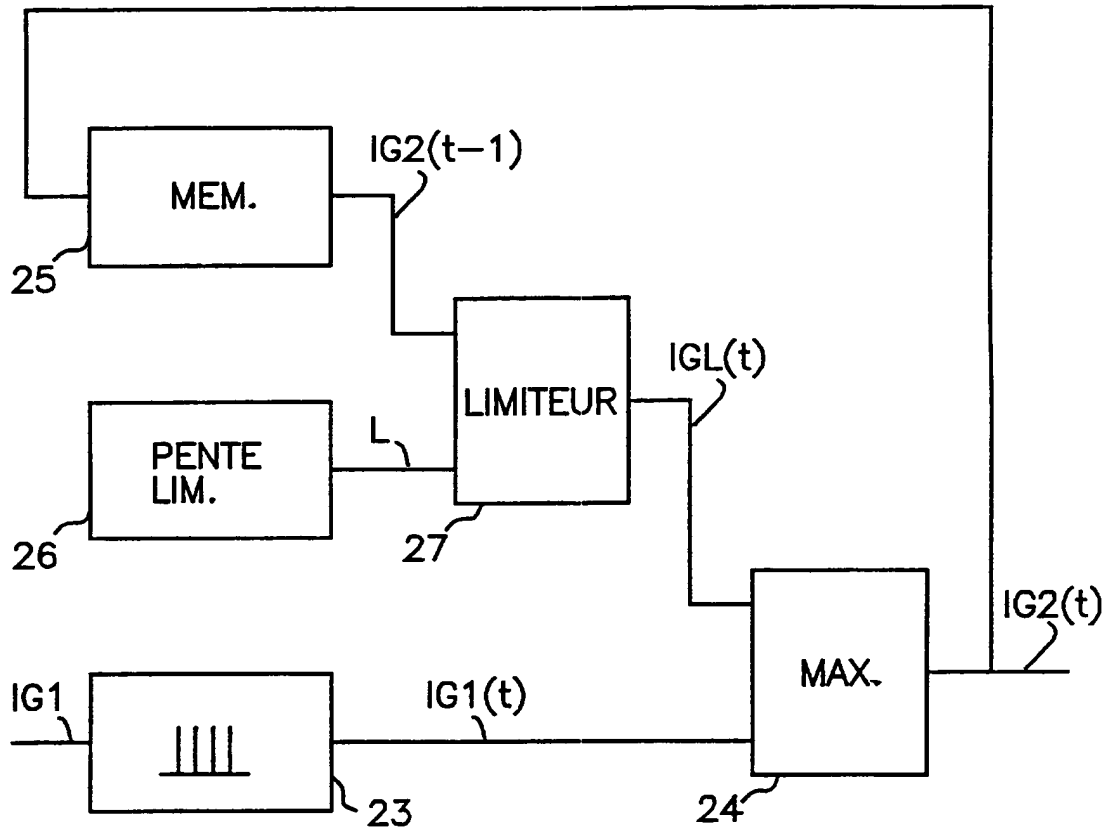 IG2(t-1)
MEM.
25
IGL(t)
LIMITEUR
L
PENTE
LIM.
26
27
IG2(t)
MAX.
IG1
IG1(t)
23
24